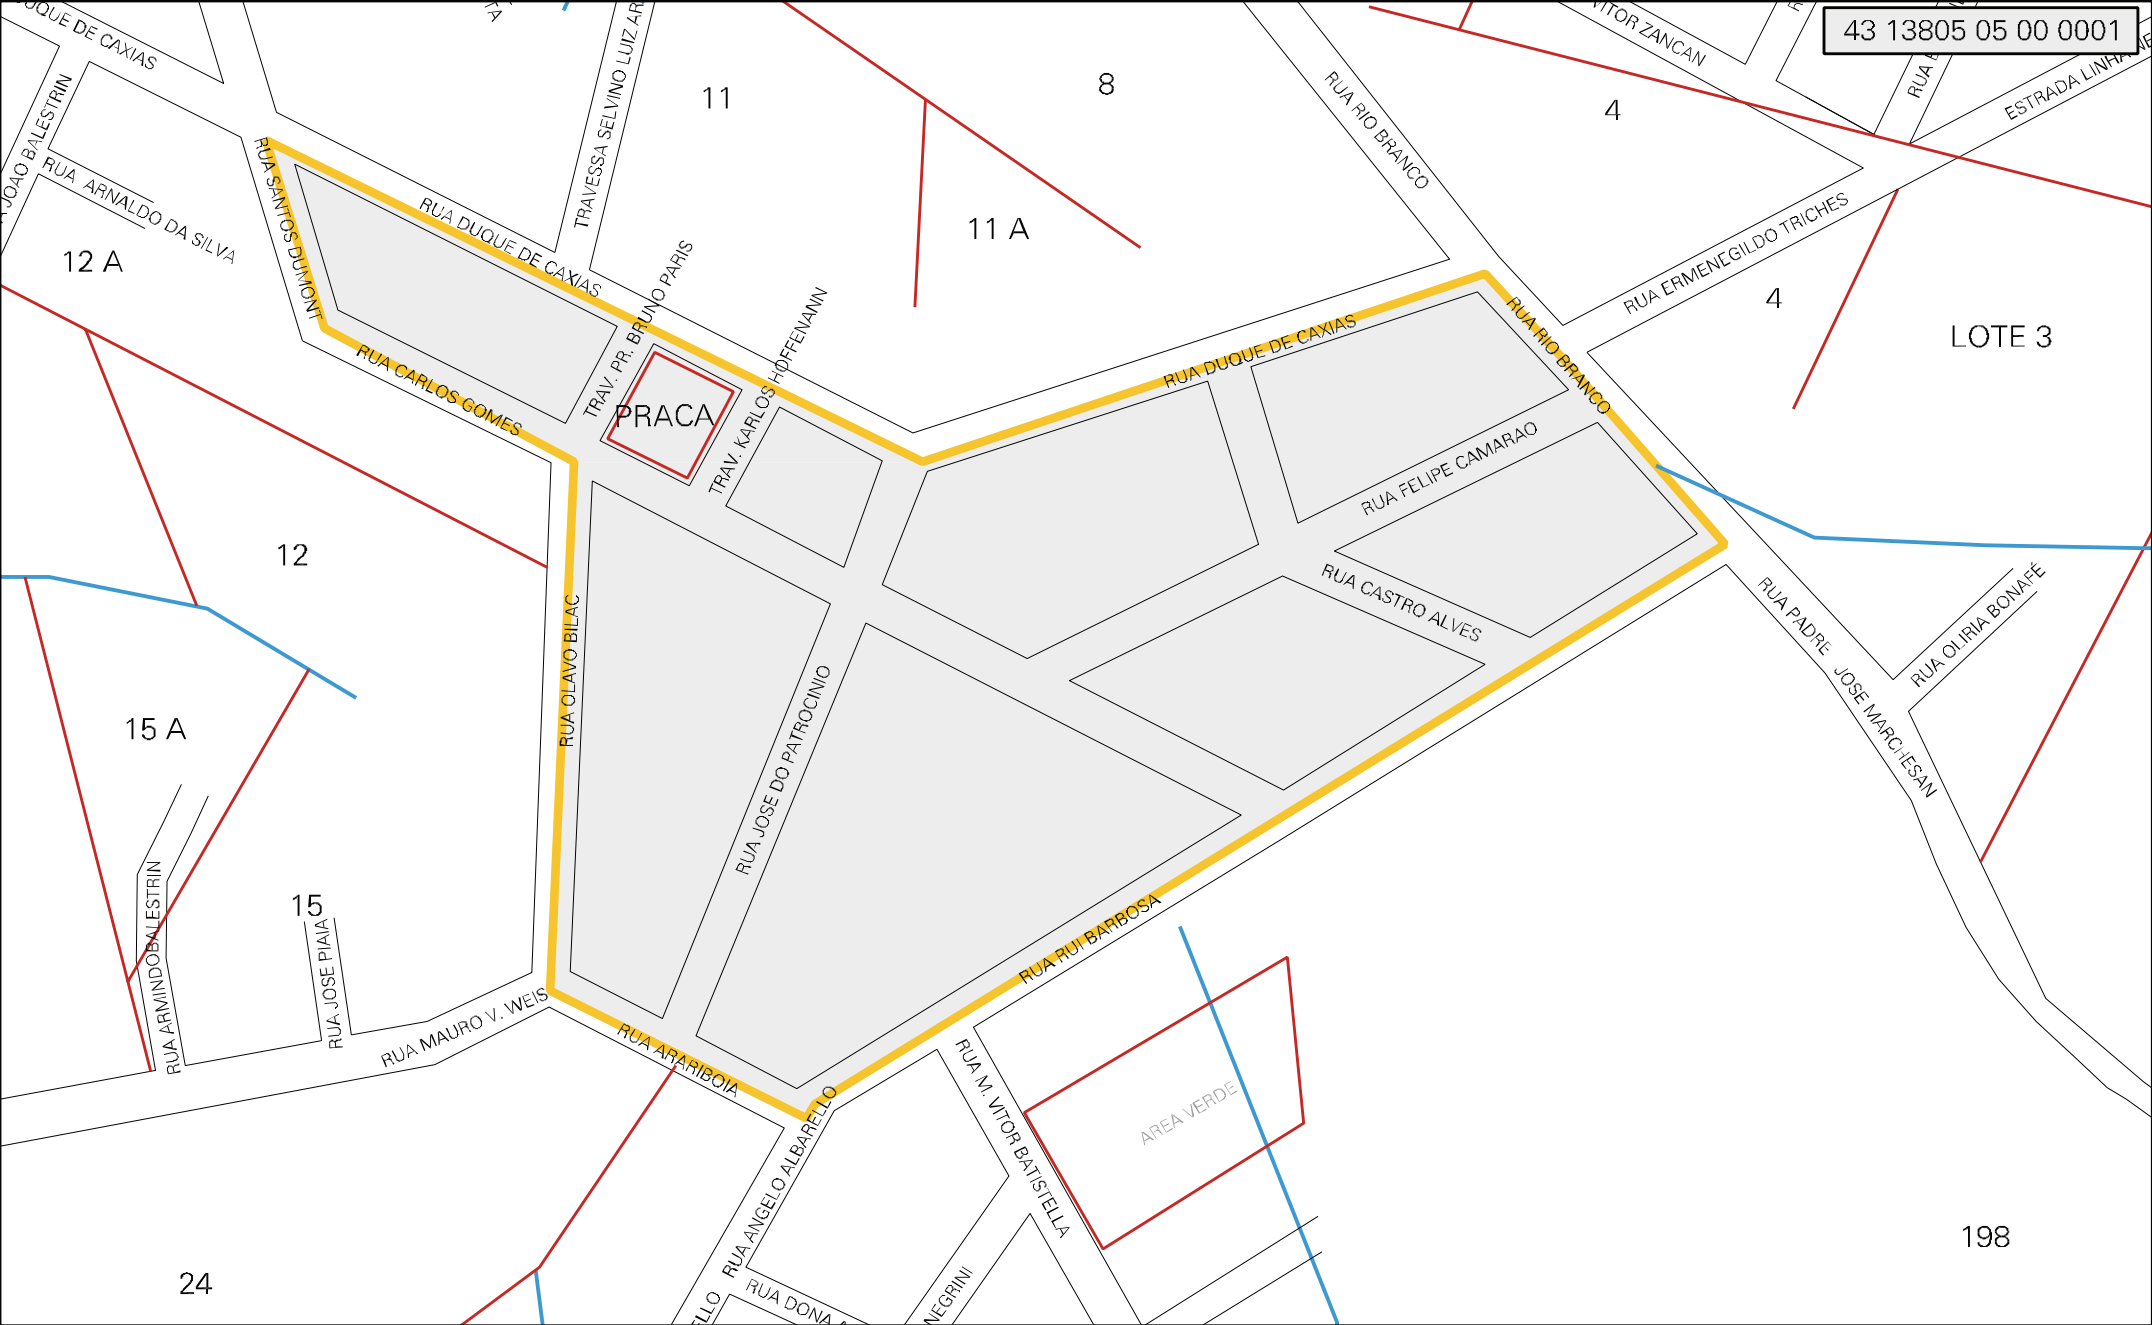 DUQUE DE CAXIAS
VITOR ZANCAN
43 13805 05 00 0001
TRAVESSA SELVINO LUIZ
11
8
4
ESTRADA LINHA
RUA
JOAO BALESTRIN
RUA RIO BRANCO
RUA ARNALDO DA SILVA
RUA SANTOS DUMONT
RUA DUQUE DE CAXIAS
11 A
RUA ERMENEGILDO TRICHES
12 A
TRAV. PR. BRUNO PARIS
TRAV. KARLOS HOFFENANN
4
LOTE 3
RUA CARLOS GOMES
RUA DUQUE DE CAXIAS
RUA RIO BRANCO
PRACA
RUA FELIPE CAMARAO
12
RUA CASTRO ALVES
RUA OLAVO BILAC
RUA PADRE JOSE MARCHESAN
RUA OLIRIA BONAFÉ
15 A
RUA JOSE DO PATROCINIO
RUA ARMINDOBALESTRIN
15
RUA JOSE PIAIA
RUA RUI BARBOSA
RUA MAURO V. WEIS
RUA ARARIBOIA
RUA ANGELO ALBARELLO
RUA M. VITOR BATISTELLA
AREA VERDE
198
24
RUA DONA
NEGRINI